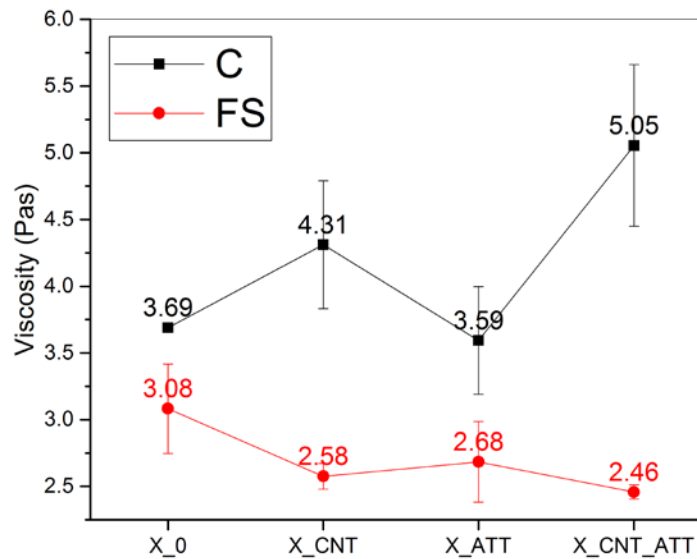 6.0
5.5
5.0
4.5
4.0
3.5
3.0
2.5
Viscosity (Pas)
C
FS
3.69
4.31
3.59
5.05
3.08
2.58
2.68
2.46
X_0
X_CNT
X_ATT
X_CNT_ATT